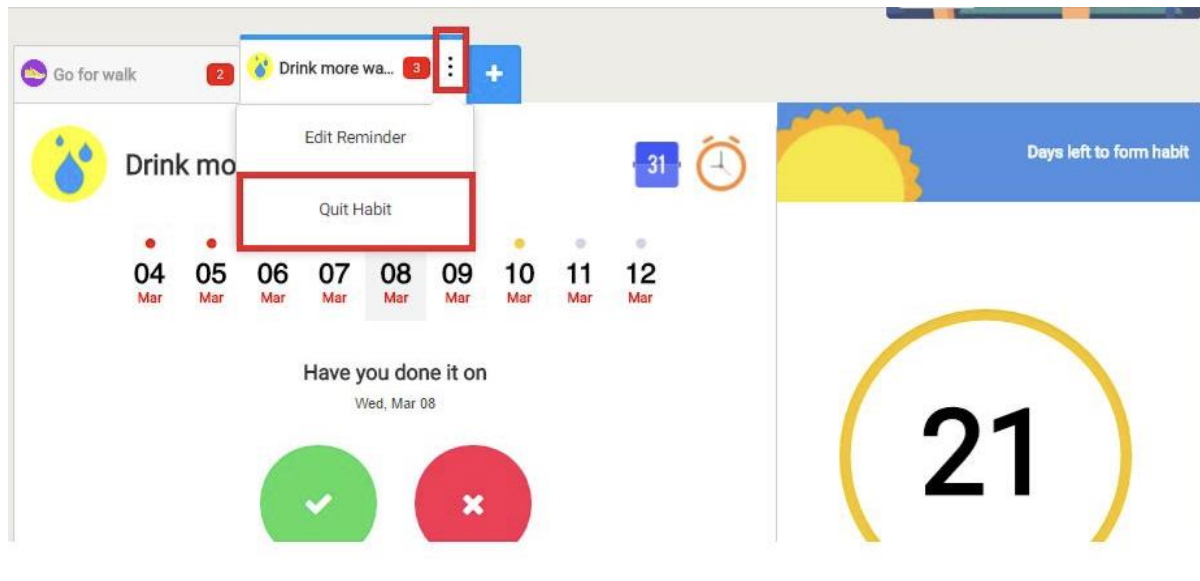 Go for walk
2
Drink more wa...
3
+
Edit Reminder
Quit Habit
Drink mo
31
Days left to form habit
04 05 06 07 08 09 10 11 12
Mar Mar Mar Mar Mar Mar Mar Mar Mar
Have you done it on
Wed, Mar 08
21